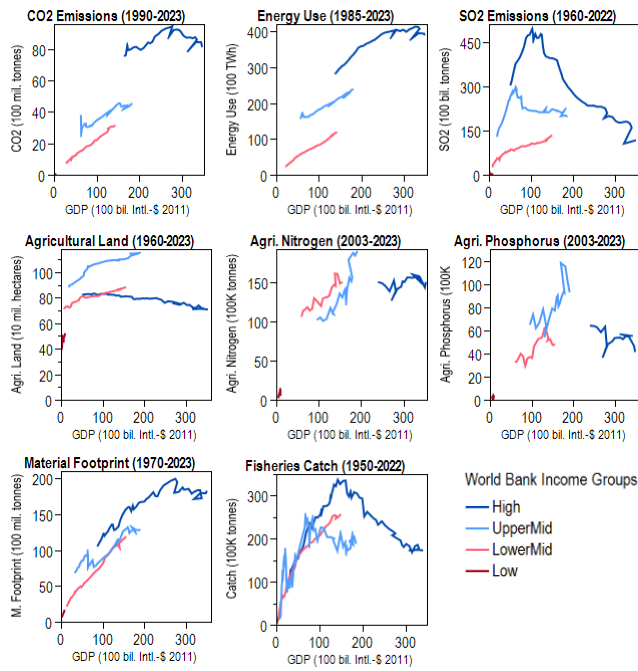 CO2 Emissions (1990-2023)
CO2 (100 mil. tonnes)
80
60
40
20
0
0 100 200 300
GDP (100 bil. Intl.-$ 2011)
Energy Use (1985-2023)
Energy Use (100 TWh)
400
300
200
100
0
0 100 200 300
GDP (100 bil. Intl.-$ 2011)
SO2 Emissions (1960-2022)
SO2 (100 bil. tonnes)
450
300
150
0
0 100 200 300
GDP (100 bil. Intl.-$ 2011)
Agricultural Land (1960-2023)
Agri. Land (10 mil. hectares)
100
80
60
40
20
0
0 100 200 300
GDP (100 bil. Intl.-$ 2011)
Agri. Nitrogen (2003-2023)
Agri. Nitrogen (100K tonnes)
150
100
50
0
0 100 200 300
GDP (100 bil. Intl.-$ 2011)
Agri. Phosphorus (2003-2023)
Agri. Phosphorus (100K
120
100
80
60
40
20
0
0 100 200 300
GDP (100 bil. Intl.-$ 2011)
Material Footprint (1970-2023)
M. Footprint (100 mil. tonnes)
200
150
100
50
0
0 100 200 300
GDP (100 bil. Intl.-$ 2011)
Fisheries Catch (1950-2022)
Catch (100K tonnes)
300
200
100
0
0 100 200 300
GDP (100 bil. Intl.-$ 2011)
World Bank Income Groups
High
UpperMid
LowerMid
Low